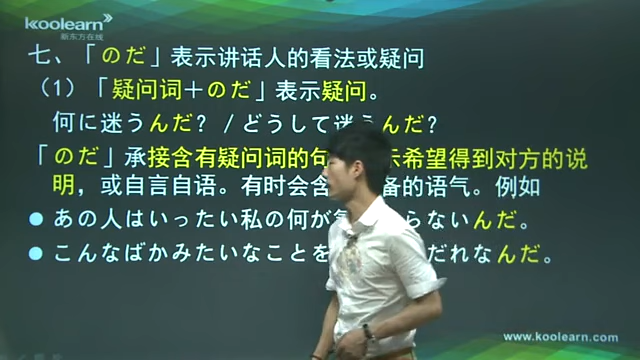 koolearn
新东方在线
七、「のだ」表示讲话人的看法或疑问
（1）「疑问词＋のだ」表示疑问。
何に迷うんだ？／どうして迷うんだ？
「のだ」承接含有疑问词的句 示希望得到对方的说
明，或自言自语。有时会含 备的语气。例如
● あの人はいったい私の何が らないんだ。
● こんなばかみたいなことを だれなんだ。
www.koolearn.com